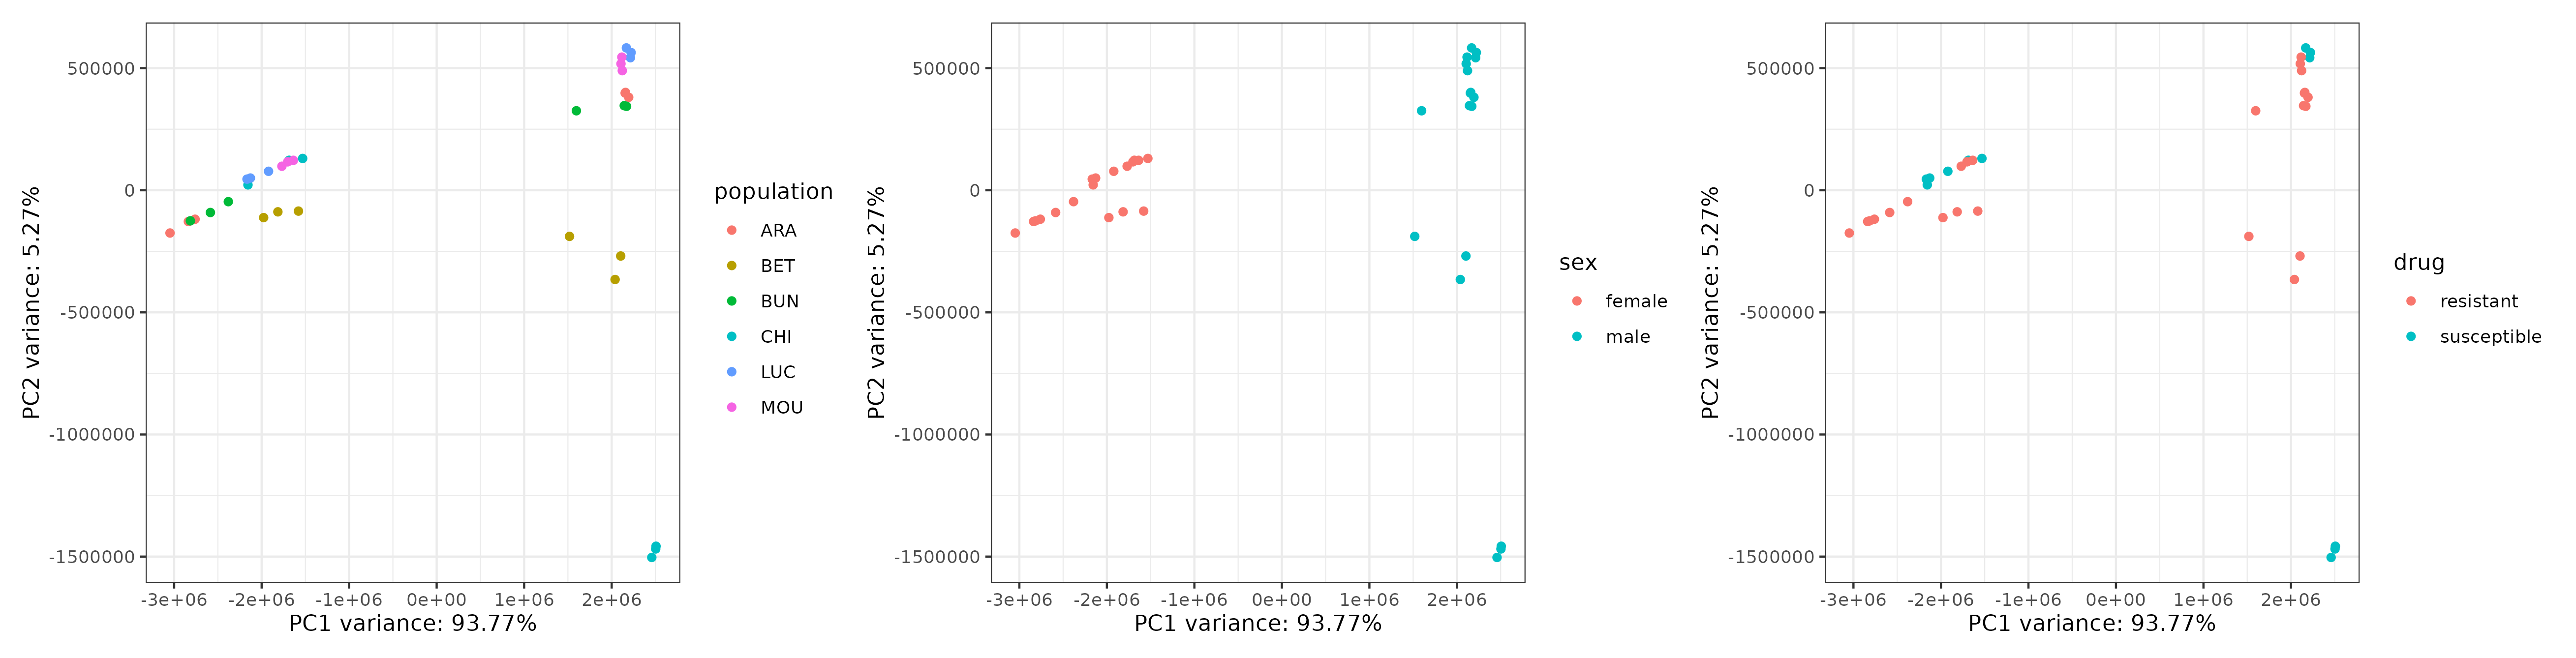 PC2 variance: 5.27%
500000
0
-500000
-1000000
-1500000
-3e+06 -2e+06 -1e+06 0e+00 1e+06 2e+06
PC1 variance: 93.77%
population
ARA
BET
BUN
CHI
LUC
MOU
PC2 variance: 5.27%
500000
0
-500000
-1000000
-1500000
-3e+06 -2e+06 -1e+06 0e+00 1e+06 2e+06
PC1 variance: 93.77%
sex
female
male
PC2 variance: 5.27%
500000
0
-500000
-1000000
-1500000
-3e+06 -2e+06 -1e+06 0e+00 1e+06 2e+06
PC1 variance: 93.77%
drug
resistant
susceptible